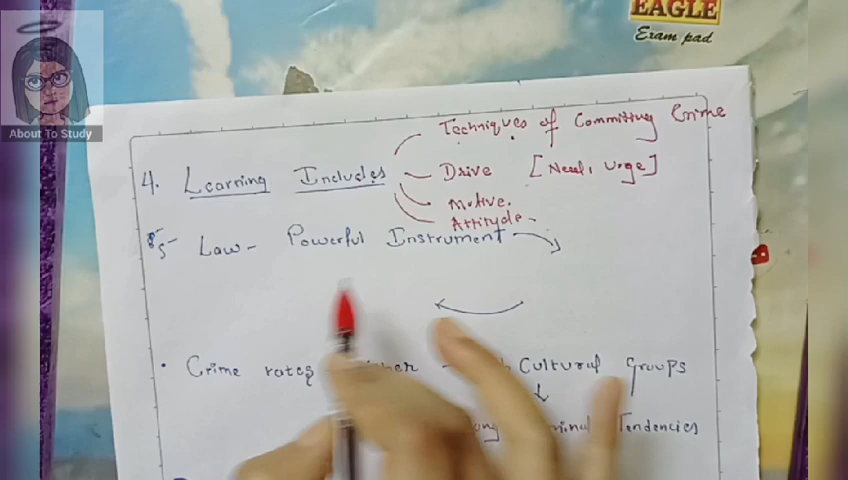 EAGLE
Exam pad
About To Study
Techniques of Committing Crime
4. Learning Includes
Drive [Need, Urge]
Motive.
Attitude -
5- Law - Powerful Instrument
• Crime rates Cultural Groups
Tendencies